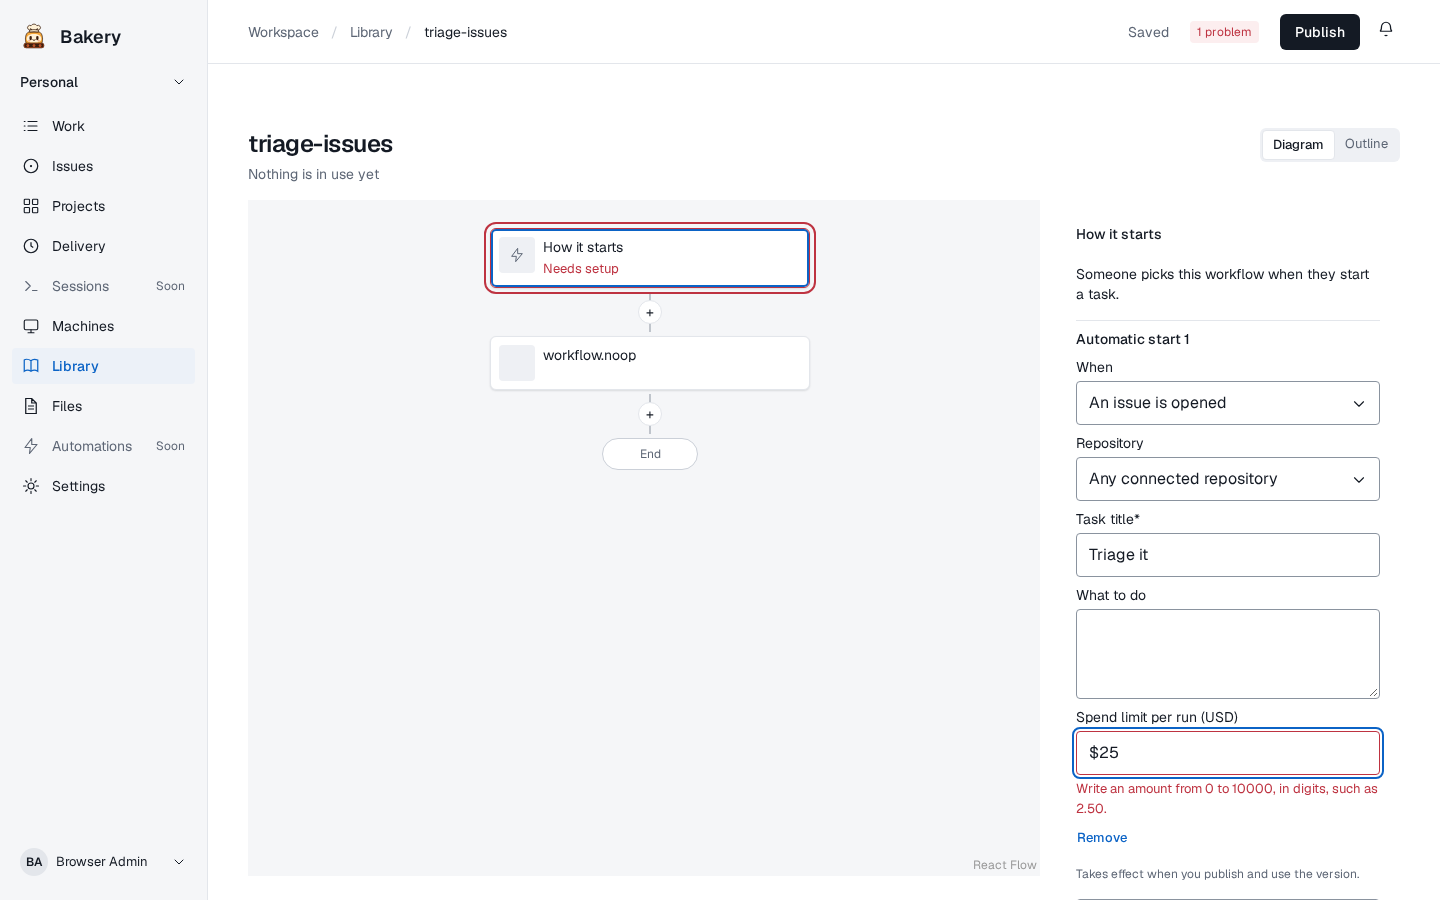 Bakery
Personal
Work
Issues
Projects
Delivery
Sessions Soon
Machines
Library
Files
Automations Soon
Settings
BA Browser Admin
Workspace / Library / triage-issues
Saved 1 problem Publish
triage-issues
Nothing is in use yet
Diagram Outline
How it starts
Needs setup
+
workflow.noop
+
End
React Flow
How it starts
Someone picks this workflow when they start
a task.
Automatic start 1
When
An issue is opened
Repository
Any connected repository
Task title*
Triage it
What to do
Spend limit per run (USD)
$25
Write an amount from 0 to 10000, in digits, such as
2.50.
Remove
Takes effect when you publish and use the version.